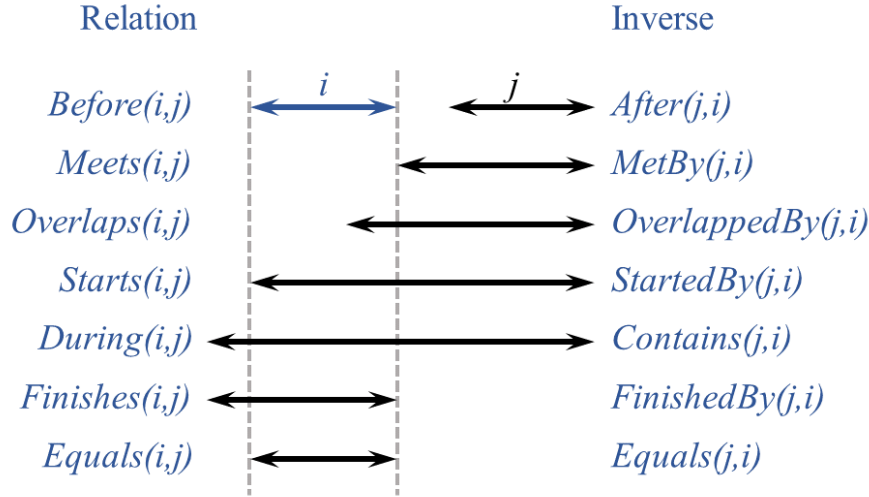 Relation Inverse
Before(i,j) i j After(j,i)
Meets(i,j) MetBy(j,i)
Overlaps(i,j) OverlappedBy(j,i)
Starts(i,j) StartedBy(j,i)
During(i,j) Contains(j,i)
Finishes(i,j) FinishedBy(j,i)
Equals(i,j) Equals(j,i)